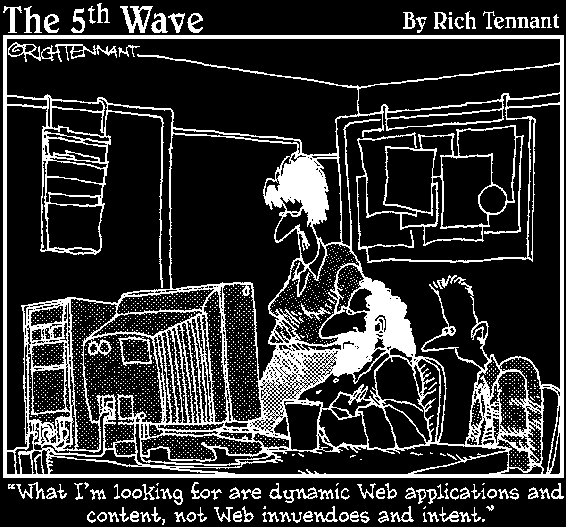 The 5th Wave
By Rich Tennant
©RICHTENNANT
"What I'm looking for are dynamic Web applications and
content, not Web innuendoes and intent."